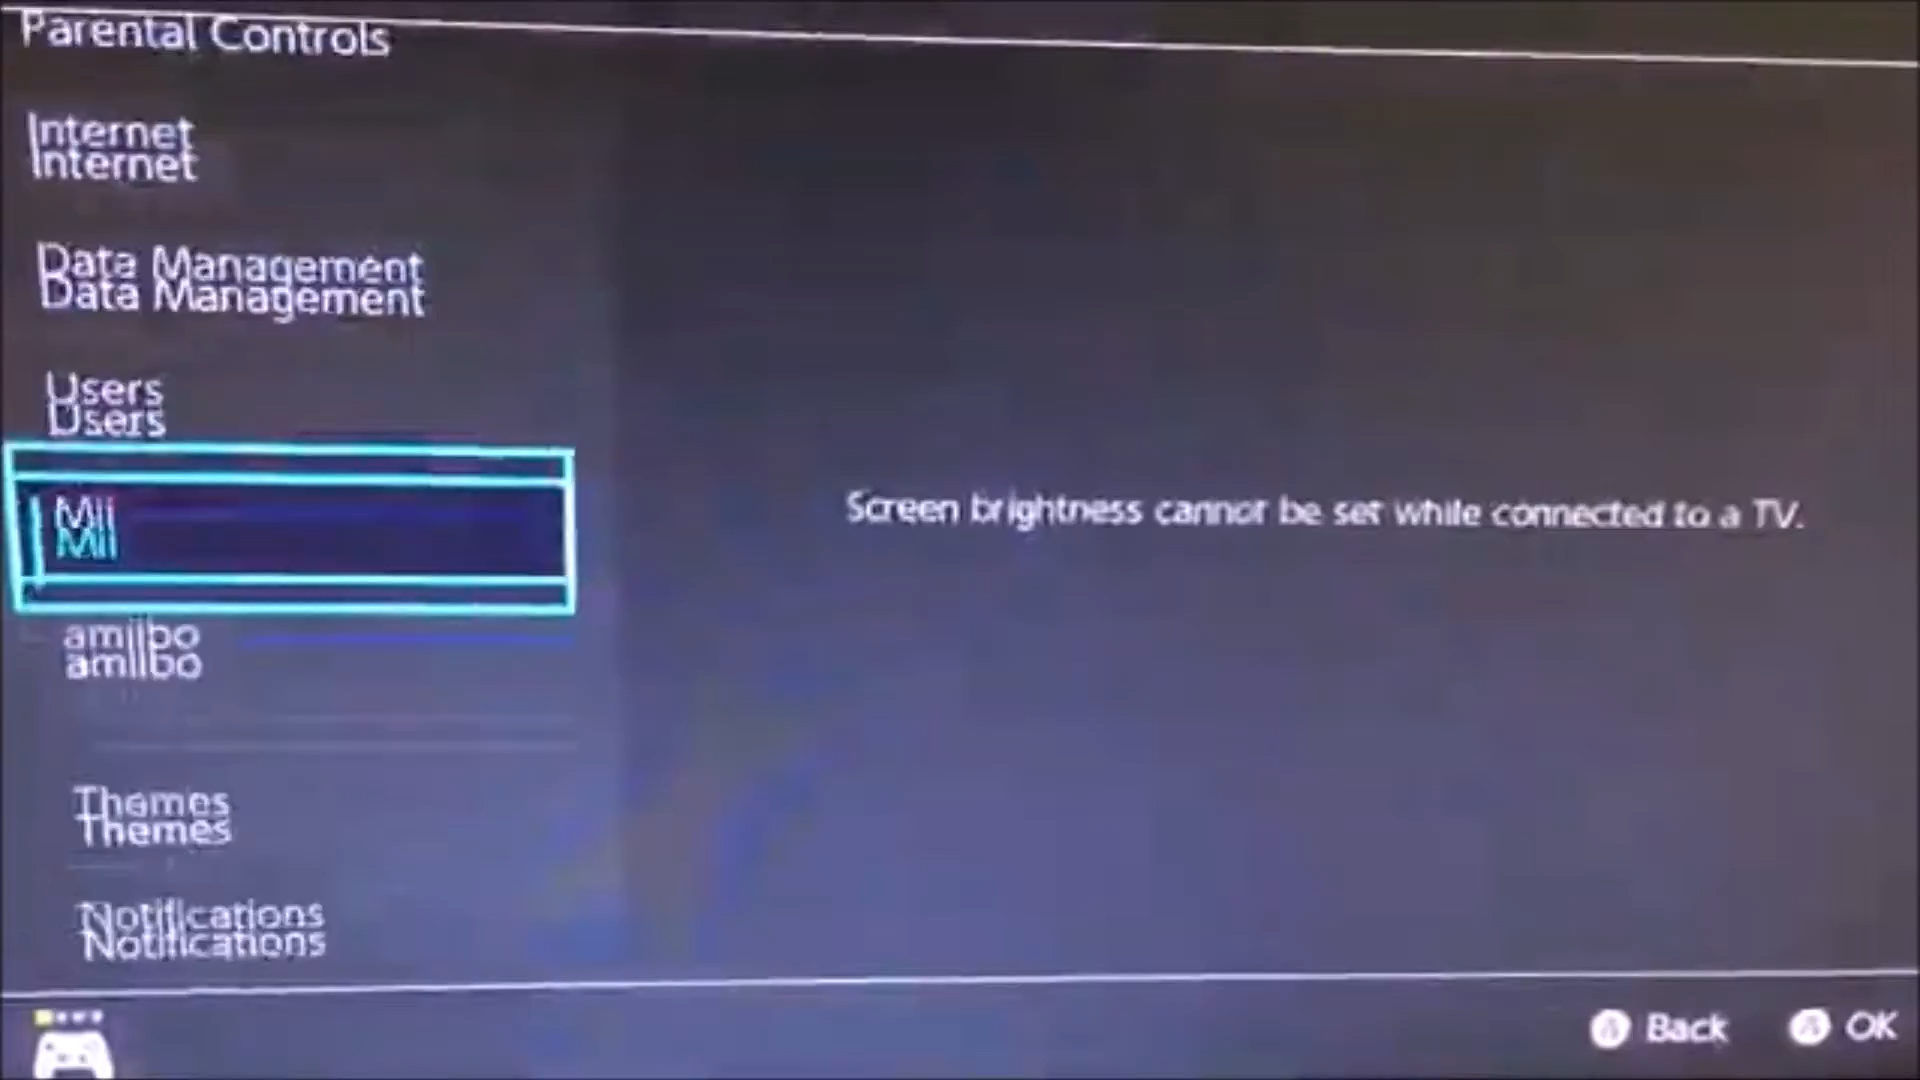 Parental Controls
Internet
Internet
Data Management
Data Management
Users
Users
Mii
Mii
amiibo
amiibo
Themes
Themes
Notifications
Notifications
Screen brightness cannot be set while connected to a TV.
Back
OK